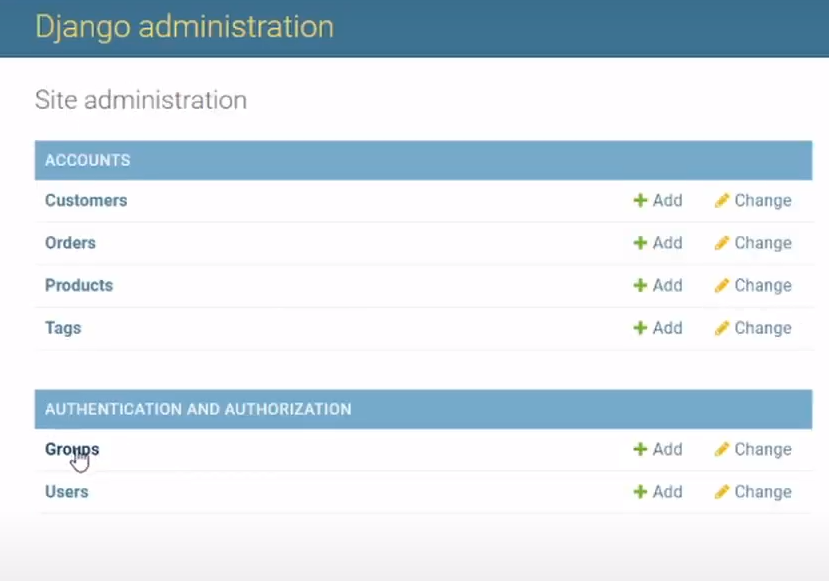 Django administration
Site administration
ACCOUNTS
Customers Add Change
Orders Add Change
Products Add Change
Tags Add Change
AUTHENTICATION AND AUTHORIZATION
Groups Add Change
Users Add Change